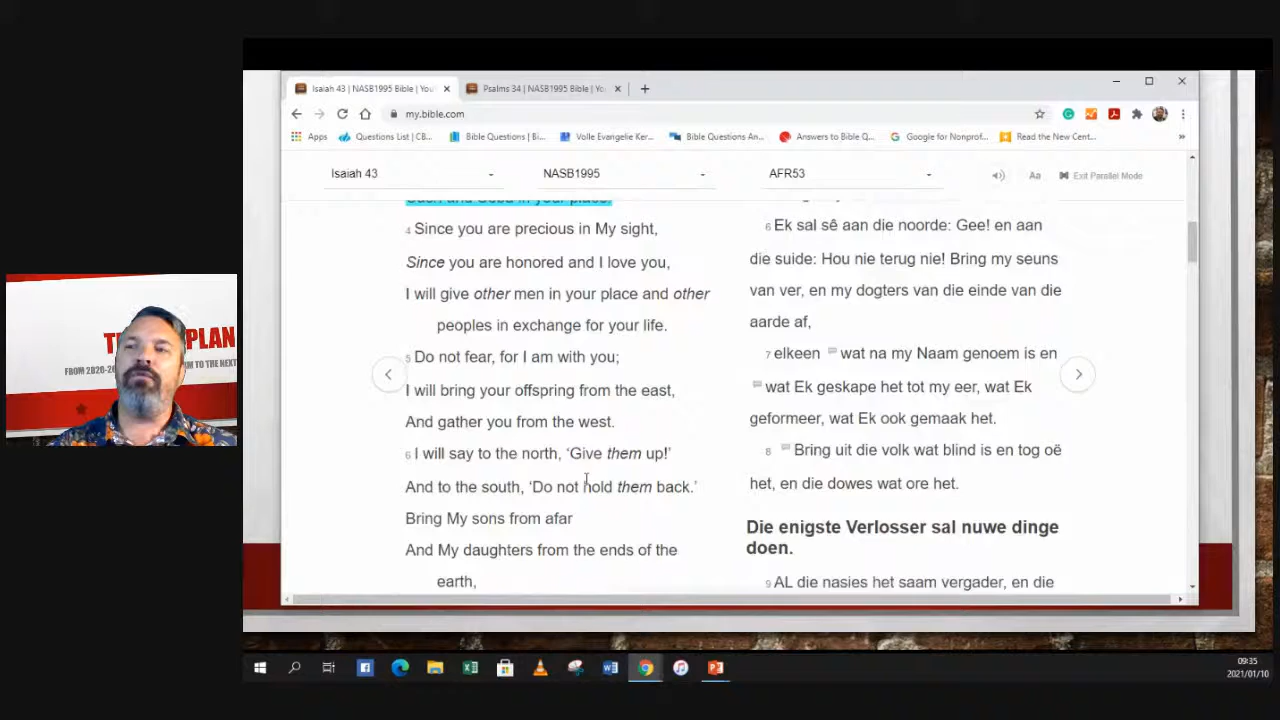 Isaiah 43 | NASB1995 Bible | You
Psalms 34 | NASB1995 Bible | Yo
my.bible.com
Apps
Questions List | CB...
Bible Questions | Bi...
Volle Evangelie Ker...
Bible Questions An...
Answers to Bible Q...
Google for Nonprof...
Read the New Cent...
»
Isaiah 43
NASB1995
AFR53
Aa
Exit Parallel Mode
in your place.
4 Since you are precious in My sight,
Since you are honored and I love you,
I will give other men in your place and other
peoples in exchange for your life.
5 Do not fear, for I am with you;
I will bring your offspring from the east,
And gather you from the west.
6 I will say to the north, ‘Give them up!’
And to the south, ‘Do not hold them back.’
Bring My sons from afar
And My daughters from the ends of the
earth,
6 Ek sal sê aan die noorde: Gee! en aan
die suide: Hou nie terug nie! Bring my seuns
van ver, en my dogters van die einde van die
aarde af,
7 elkeen wat na my Naam genoem is en
wat Ek geskape het tot my eer, wat Ek
geformeer, wat Ek ook gemaak het.
8 Bring uit die volk wat blind is en tog oë
het, en die dowes wat ore het.
Die enigste Verlosser sal nuwe dinge
doen.
9 AL die nasies het saam vergader, en die
PLAN
TO THE NEXT
09:35
2021/01/10